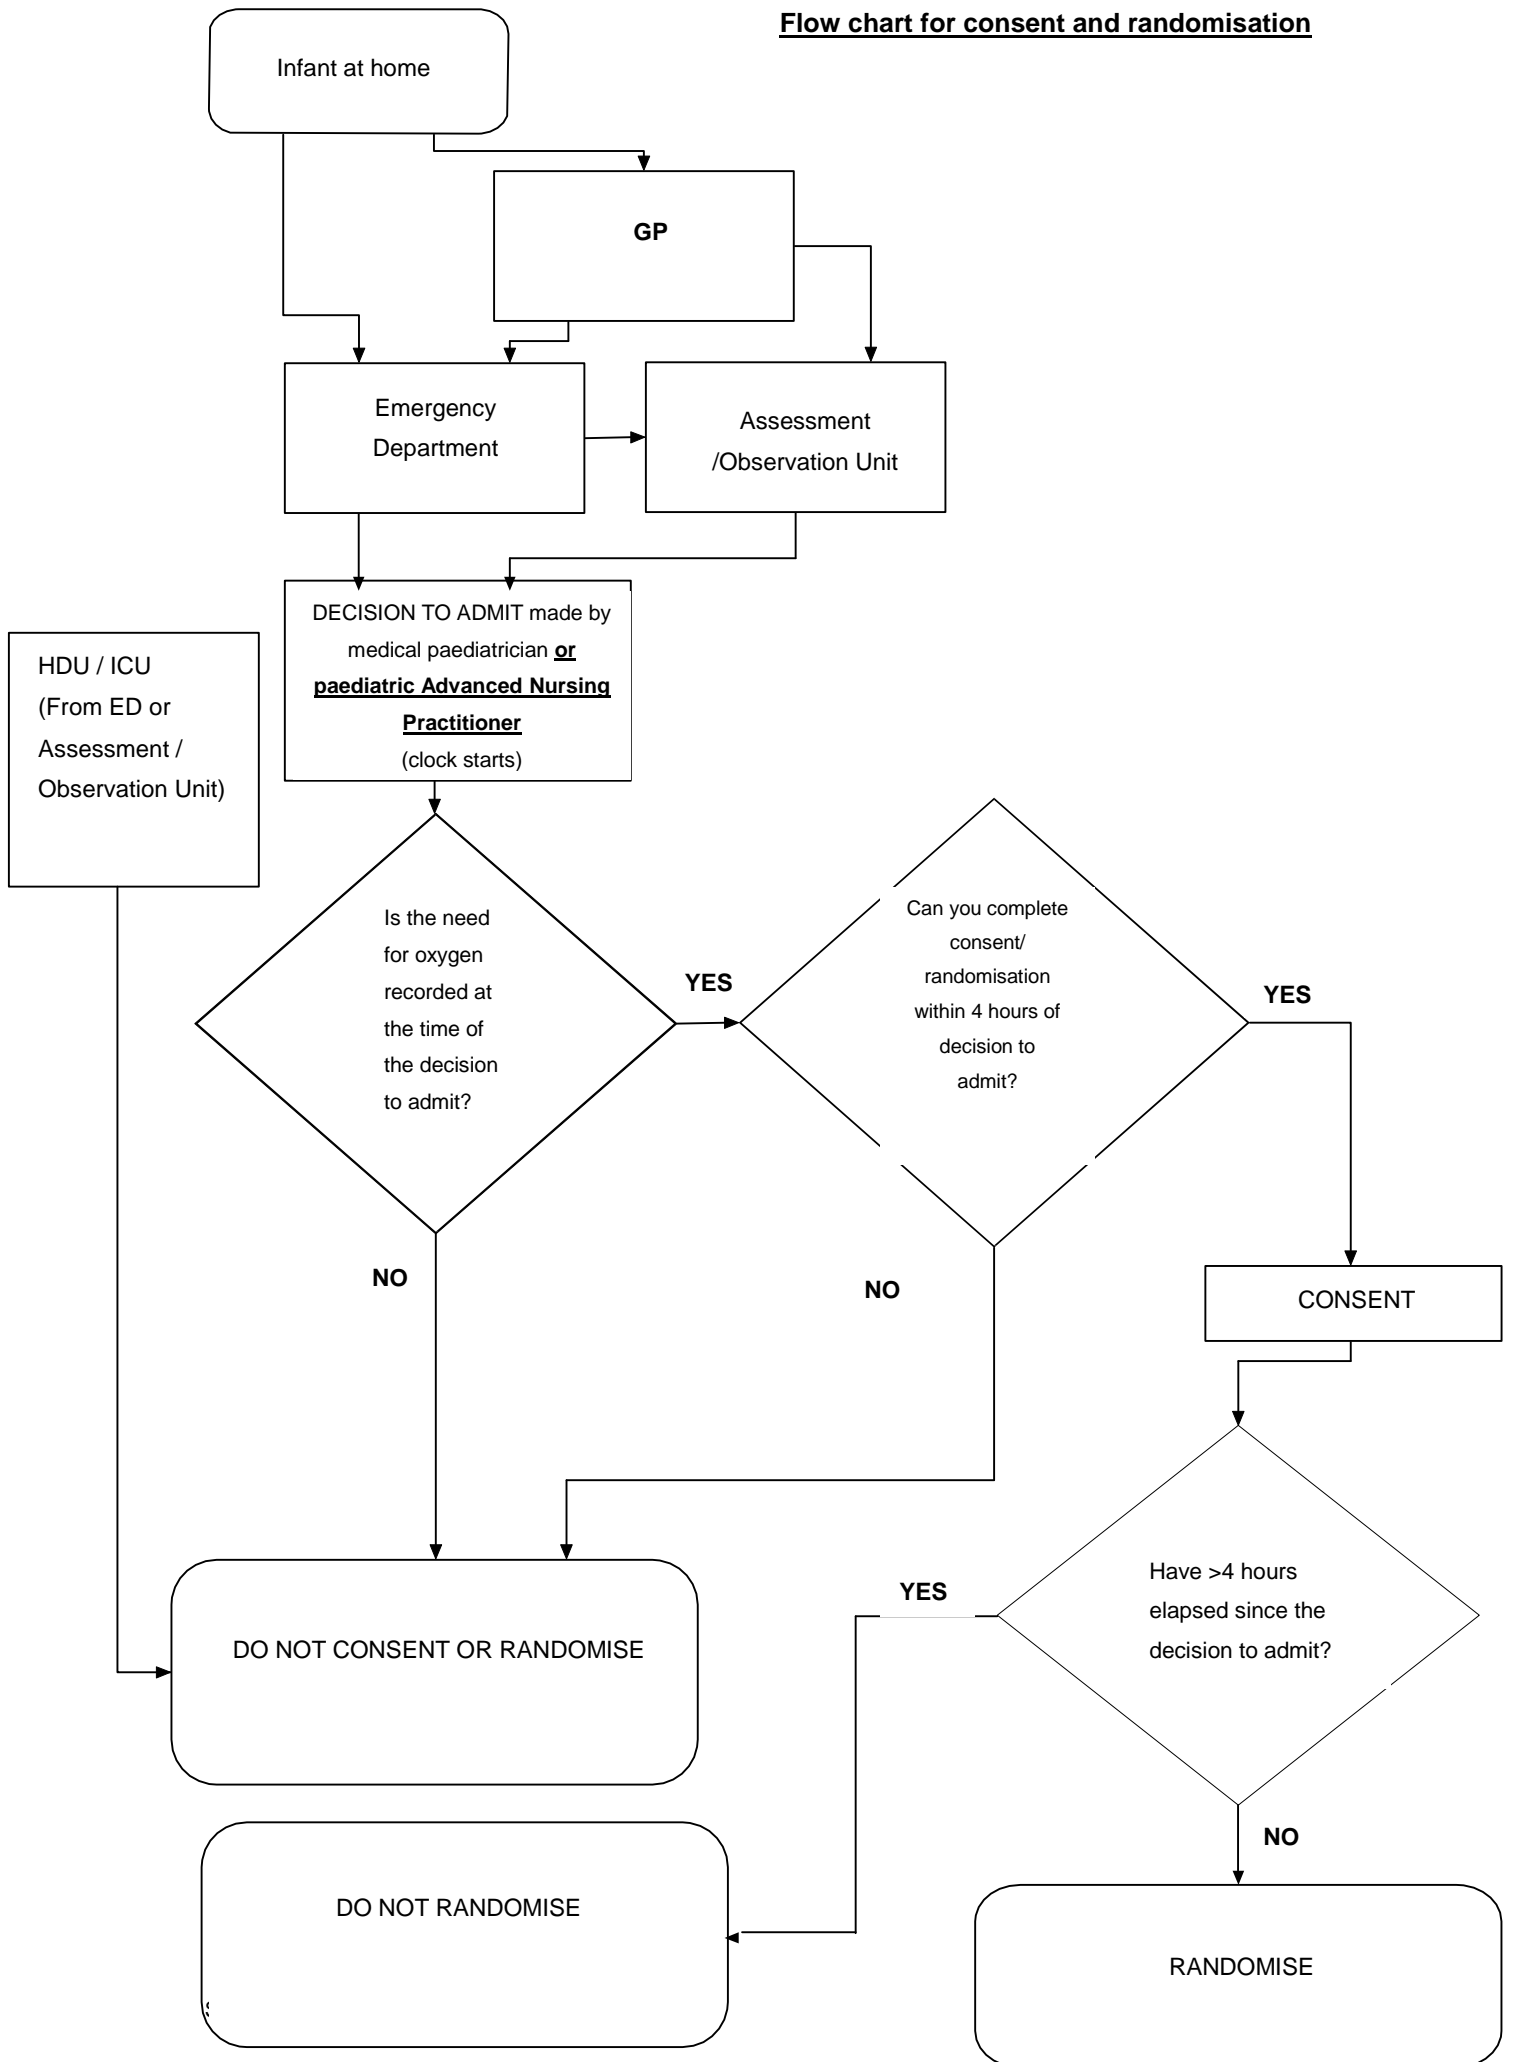 Flow chart for consent and randomisation
Infant at home
GP
Emergency
Department
Assessment
/Observation Unit
DECISION TO ADMIT made by
medical paediatrician or
paediatric Advanced Nursing
Practitioner
(clock starts)
HDU / ICU
(From ED or
Assessment /
Observation Unit)
Is the need
for oxygen
recorded at
the time of
the decision
to admit?
YES
Can you complete
consent/
randomisation
within 4 hours of
decision to
admit?
YES
NO
NO
CONSENT
Have >4 hours
elapsed since the
decision to admit?
YES
DO NOT CONSENT OR RANDOMISE
NO
DO NOT RANDOMISE
RANDOMISE